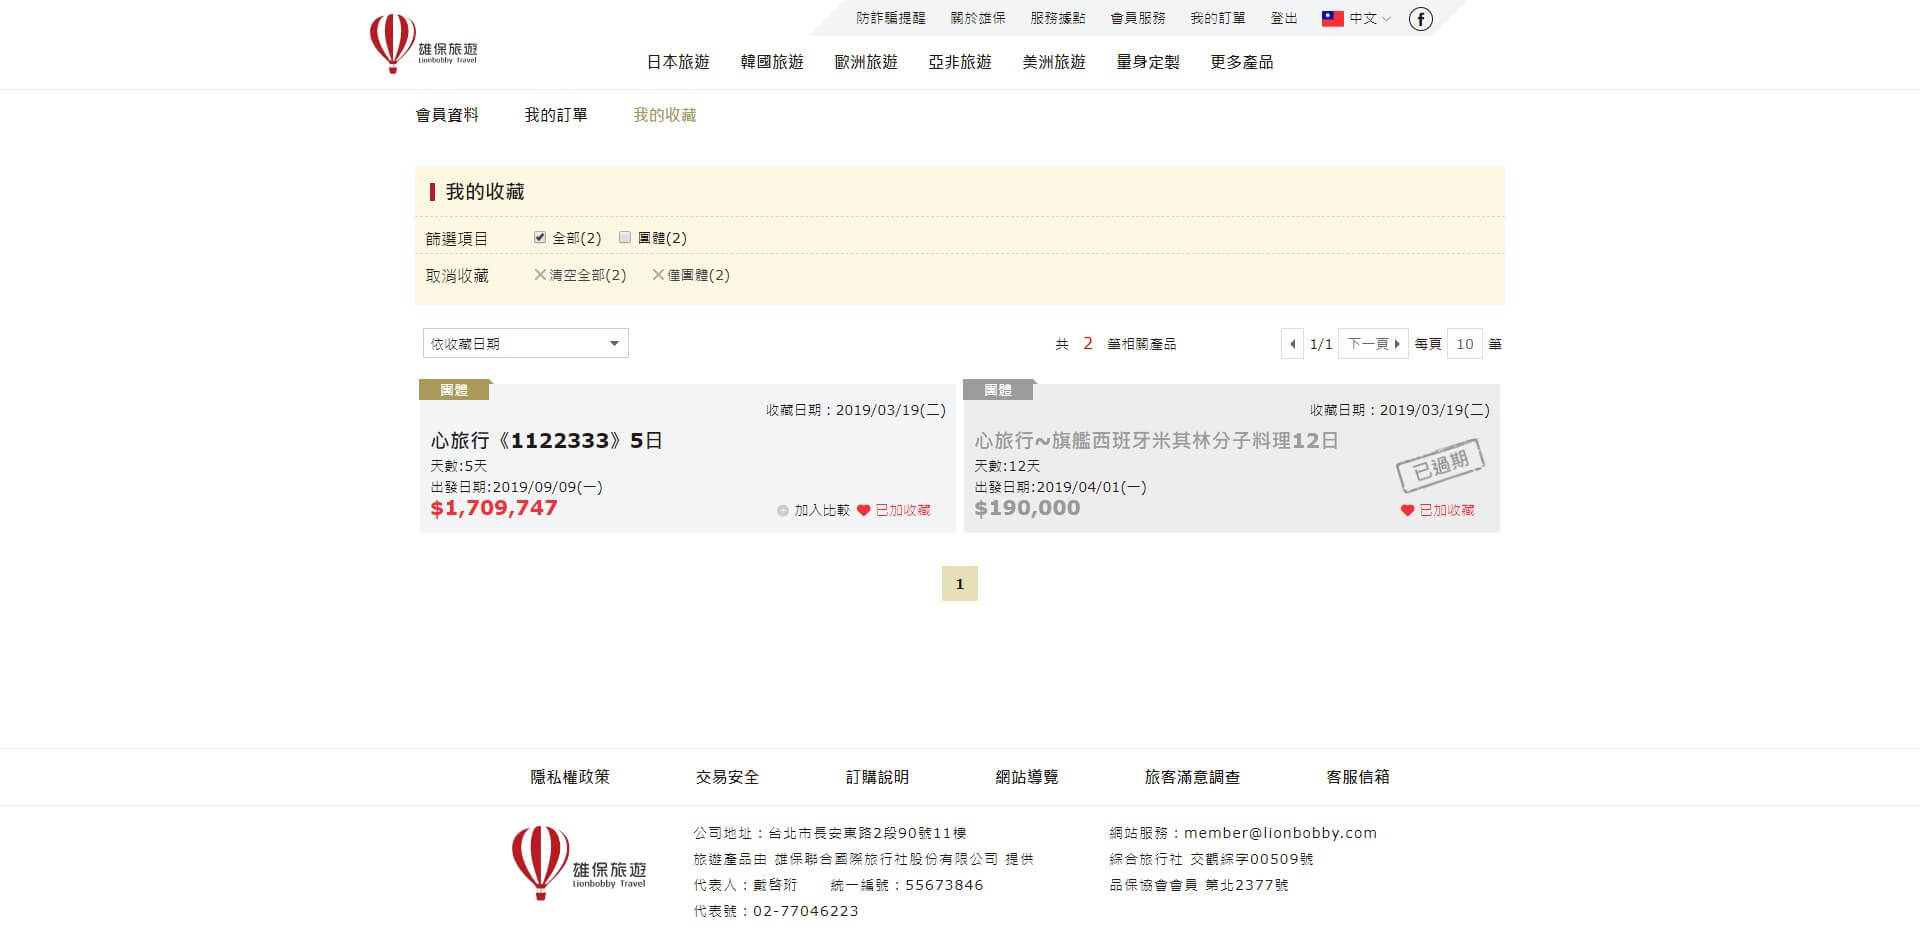 防詐騙提醒 關於雄保 服務據點 會員服務 我的訂單 登出 中文
雄保旅遊
Lionbobby Travel
日本旅遊 韓國旅遊 歐洲旅遊 亞非旅遊 美洲旅遊 量身定製 更多產品
會員資料 我的訂單 我的收藏
我的收藏
篩選項目 全部(2) 團體(2)
取消收藏 清空全部(2) 僅團體(2)
依收藏日期 共 2 筆相關產品 1/1 下一頁 每頁 10 筆
團體
收藏日期：2019/03/19(二)
心旅行《1122333》5日
天數:5天
出發日期:2019/09/09(一)
$1,709,747 加入比較 已加收藏
團體
收藏日期：2019/03/19(二)
心旅行~旗艦西班牙米其林分子料理12日
天數:12天
已過期
出發日期:2019/04/01(一)
$190,000 已加收藏
1
隱私權政策 交易安全 訂購說明 網站導覽 旅客滿意調查 客服信箱
雄保旅遊
Lionbobby Travel
公司地址：台北市長安東路2段90號11樓
旅遊產品由 雄保聯合國際旅行社股份有限公司 提供
代表人：戴啓珩 統一編號：55673846
代表號：02-77046223
網站服務：member@lionbobby.com
綜合旅行社 交觀綜字00509號
品保協會會員 第北2377號